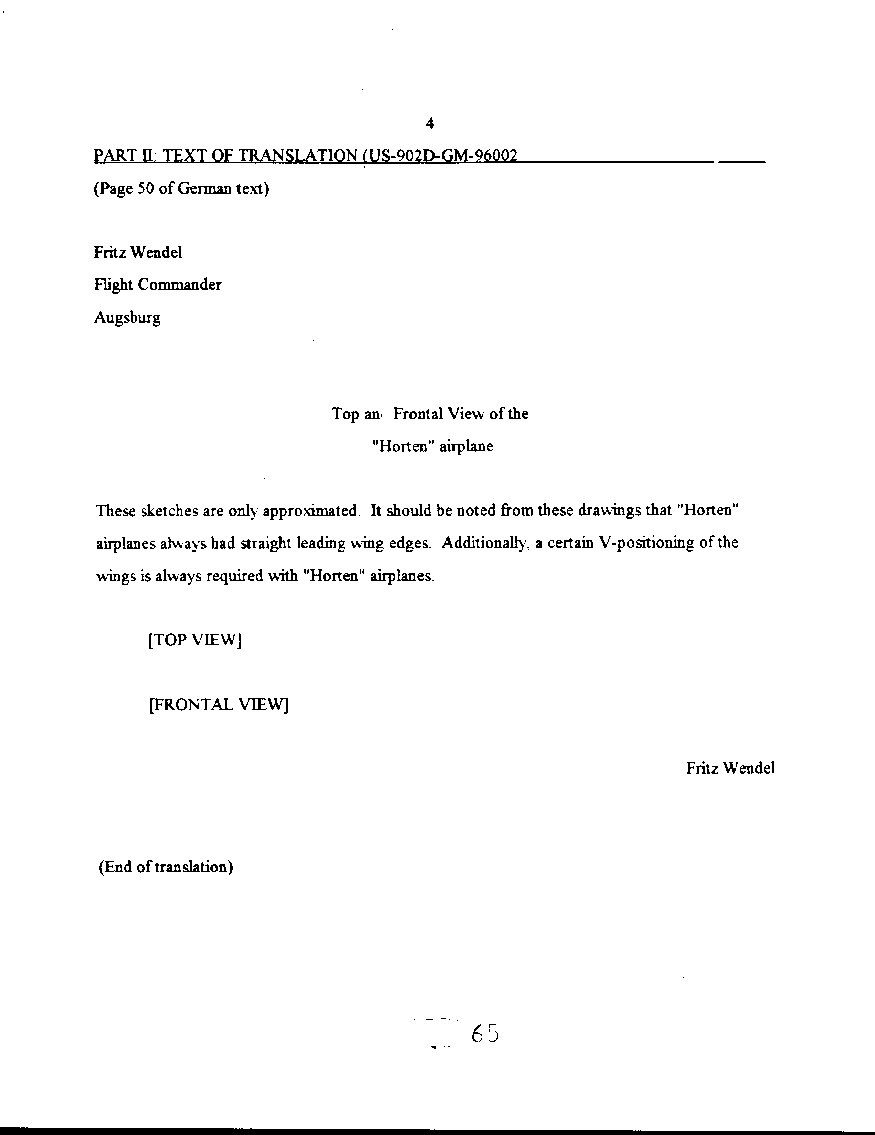 4
PART II: TEXT OF TRANSLATION (US-902D-GM-96002
(Page 50 of German text)
Fritz Wendel
Flight Commander
Augsburg
Top an Frontal View of the
"Horten" airplane
These sketches are only approximated. It should be noted from these drawings that "Horten"
airplanes always had straight leading wing edges. Additionally, a certain V-positioning of the
wings is always required with "Horten" airplanes.
[TOP VIEW]
[FRONTAL VIEW]
Fritz Wendel
(End of translation)
65